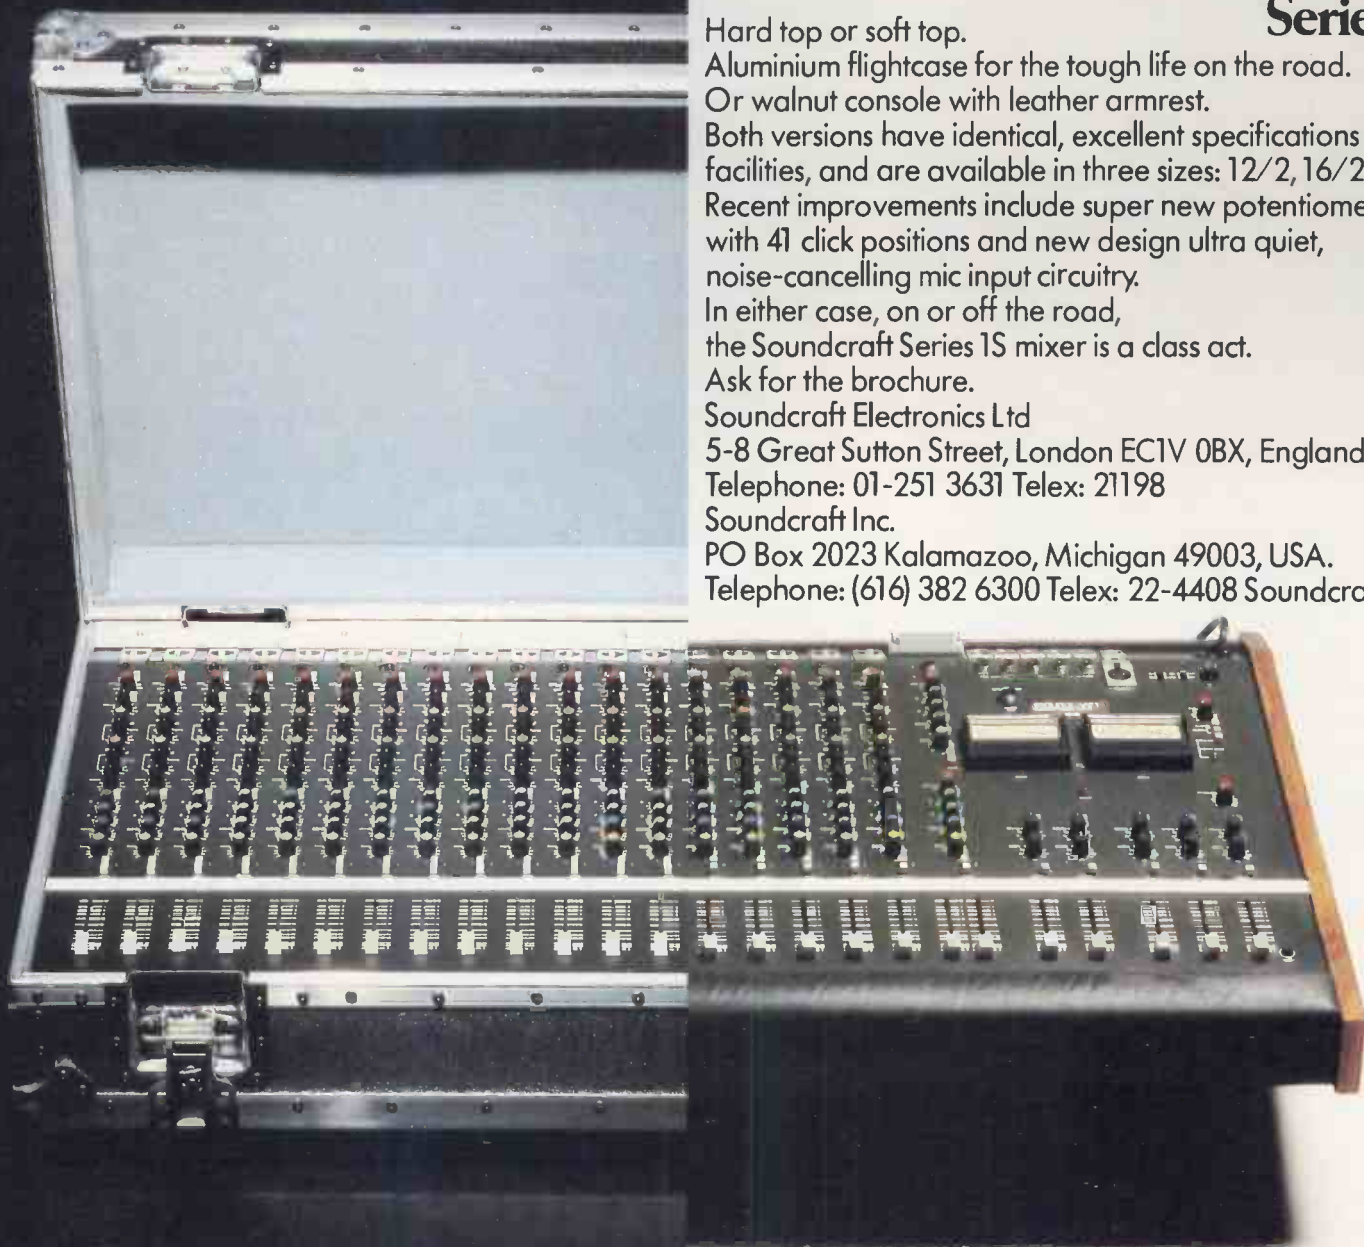 Serie
Hard top or soft top.
Aluminium flightcase for the tough life on the road.
Or walnut console with leather armrest.
Both versions have identical, excellent specifications
facilities, and are available in three sizes: 12/2, 16/2
Recent improvements include super new potentiome
with 41 click positions and new design ultra quiet,
noise-cancelling mic input circuitry.
In either case, on or off the road,
the Soundcraft Series 1S mixer is a class act.
Ask for the brochure.
Soundcraft Electronics Ltd
5-8 Great Sutton Street, London EC1V 0BX, England
Telephone: 01-251 3631 Telex: 21198
Soundcraft Inc.
PO Box 2023 Kalamazoo, Michigan 49003, USA.
Telephone: (616) 382 6300 Telex: 22-4408 Soundcra